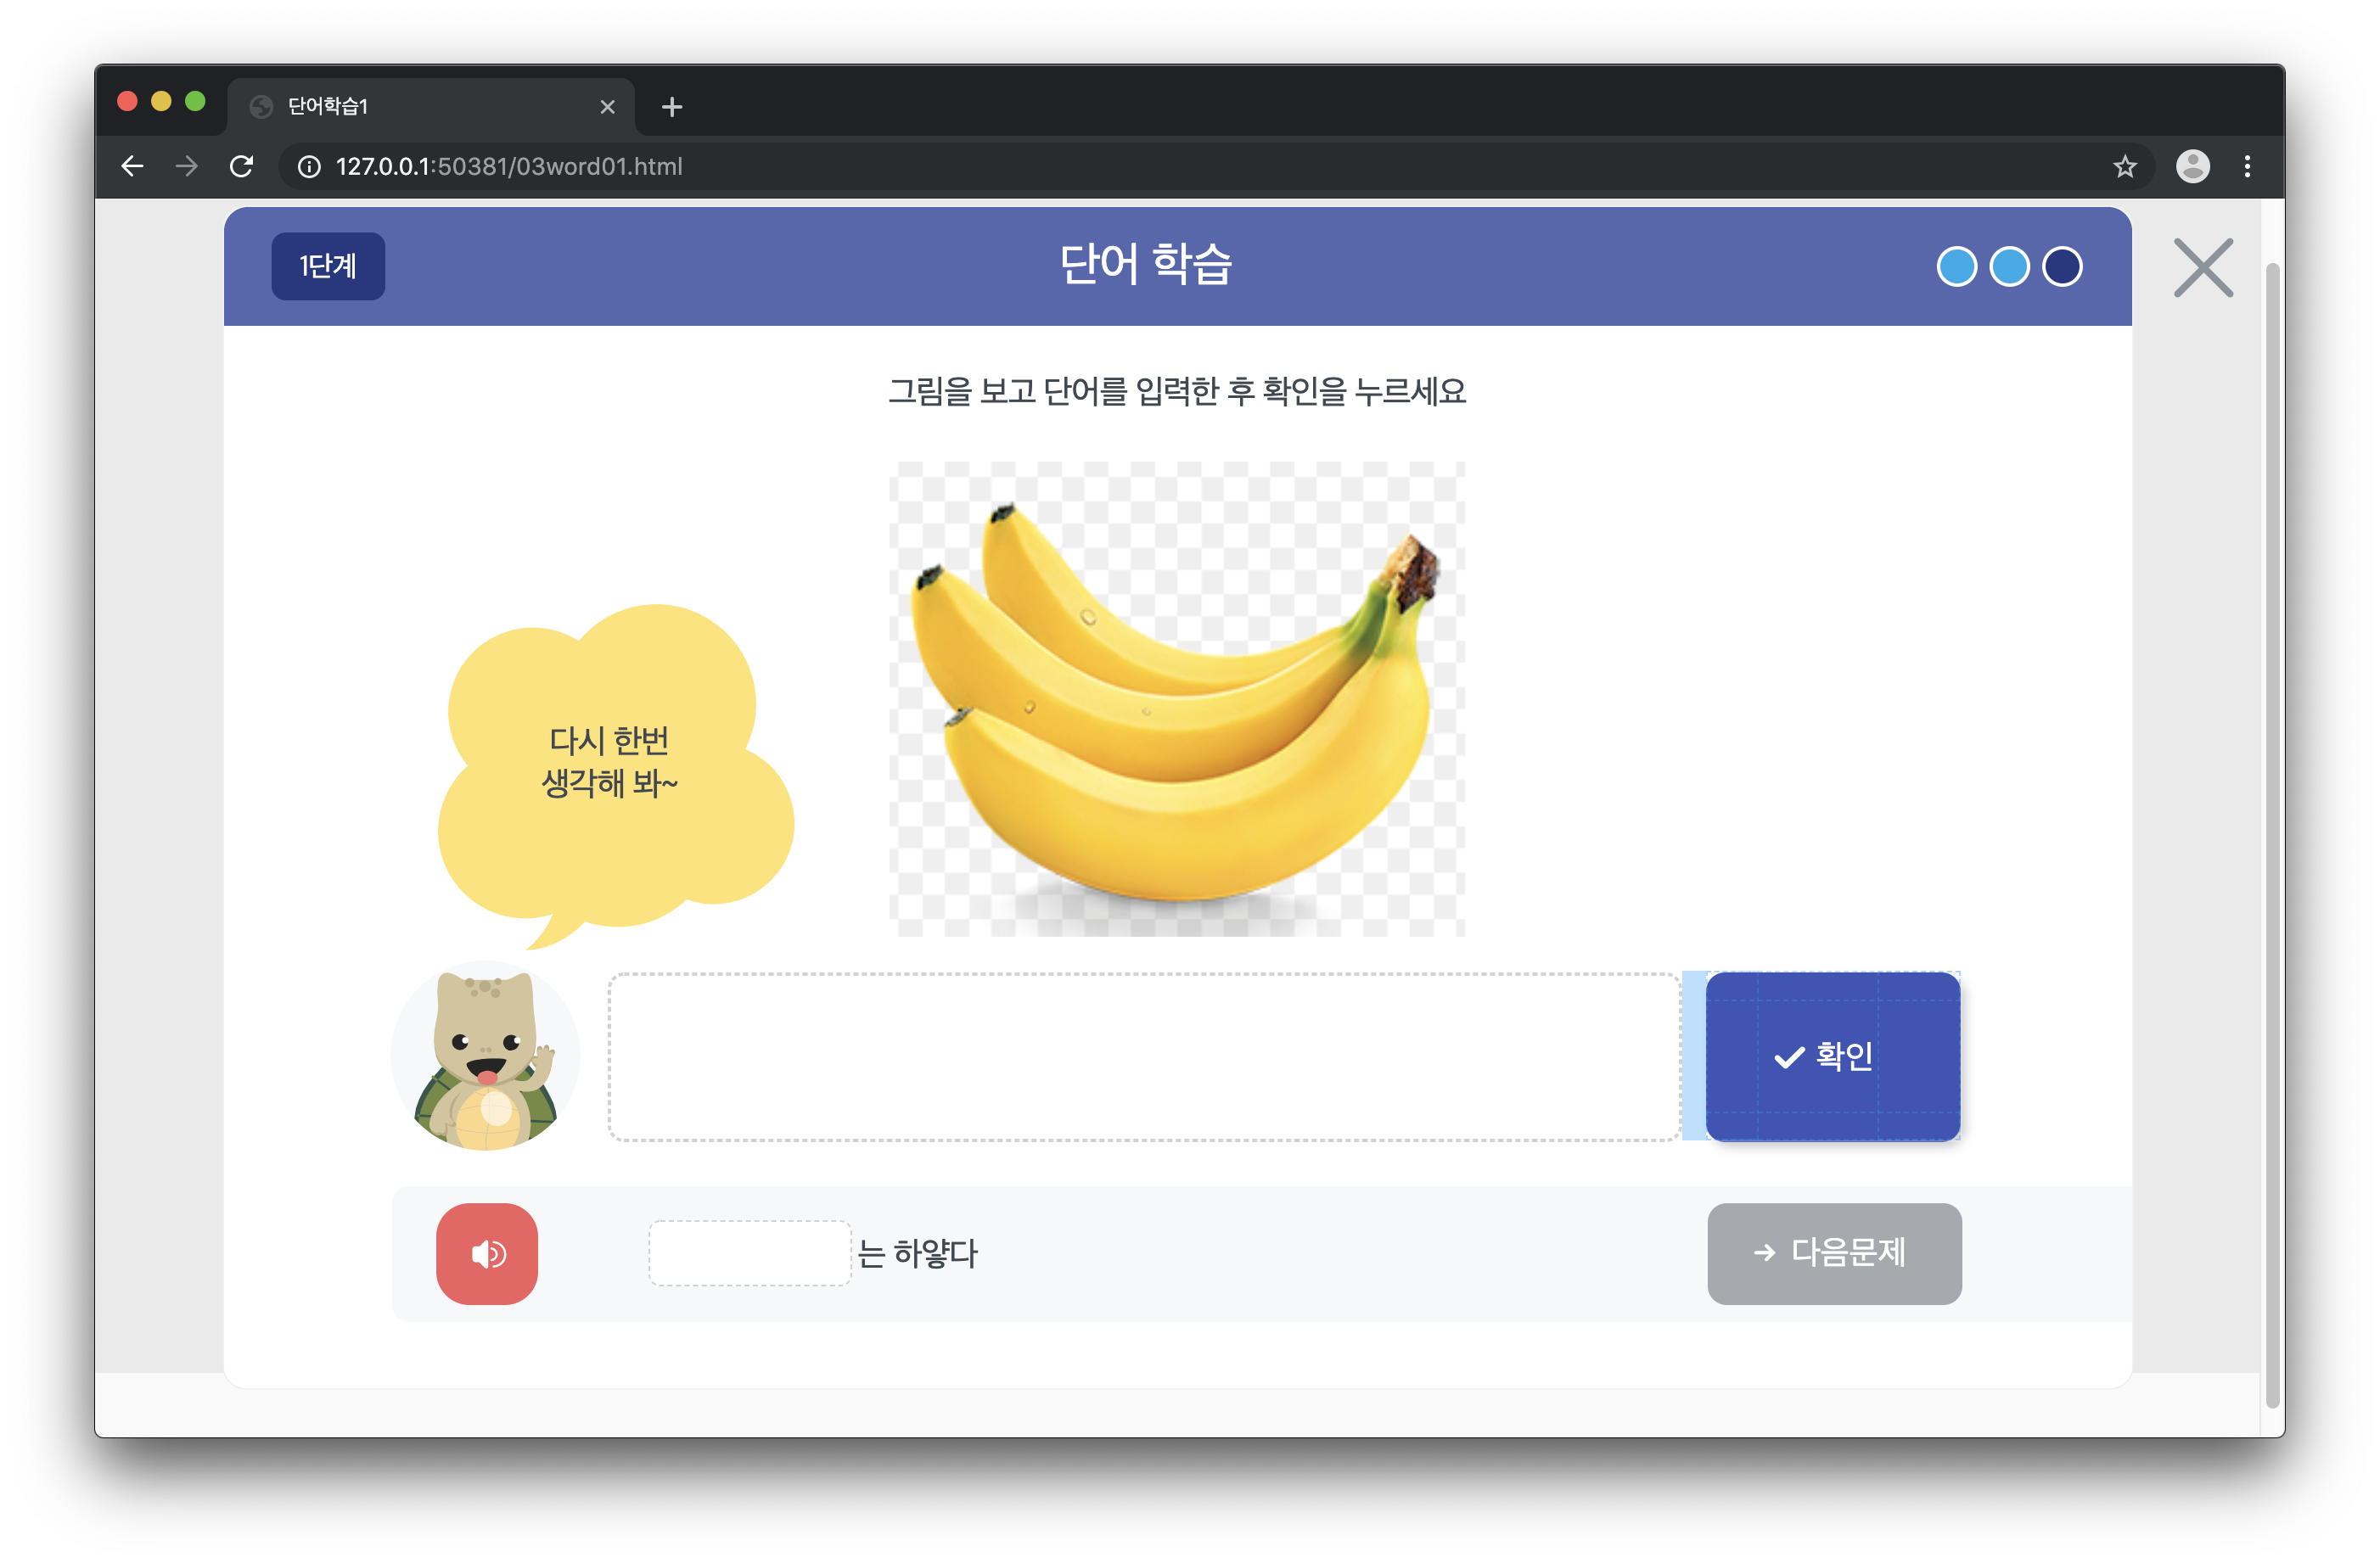 단어학습1
127.0.0.1:50381/03word01.html
1단계
단어 학습
그림을 보고 단어를 입력한 후 확인을 누르세요
다시 한번
생각해 봐~
확인
는 하얗다
다음문제